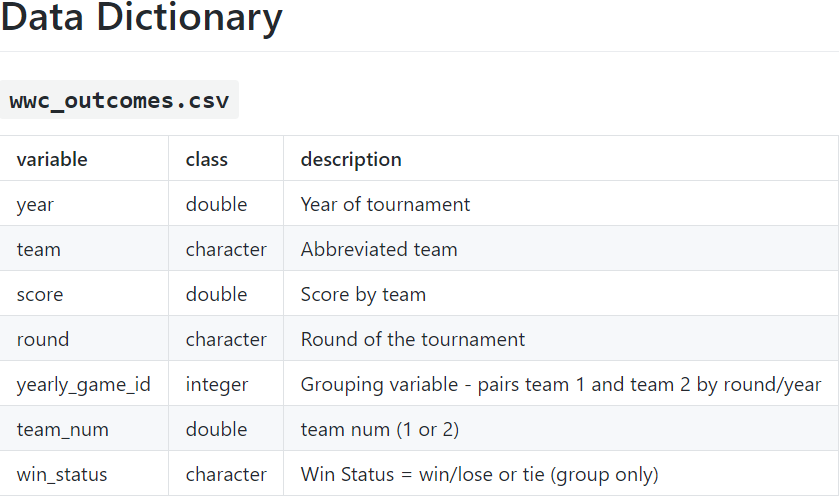 Data Dictionary
wwc_outcomes.csv
variable class description
year double Year of tournament
team character Abbreviated team
score double Score by team
round character Round of the tournament
yearly_game_id integer Grouping variable - pairs team 1 and team 2 by round/year
team_num double team num (1 or 2)
win_status character Win Status = win/lose or tie (group only)